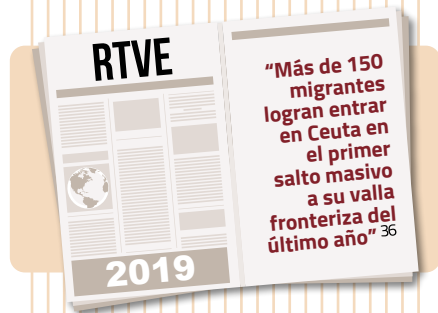 RTVE
2019
“Más de 150
migrantes
logran entrar
en Ceuta en
el primer
salto masivo
a su valla
fronteriza del
último año” 36